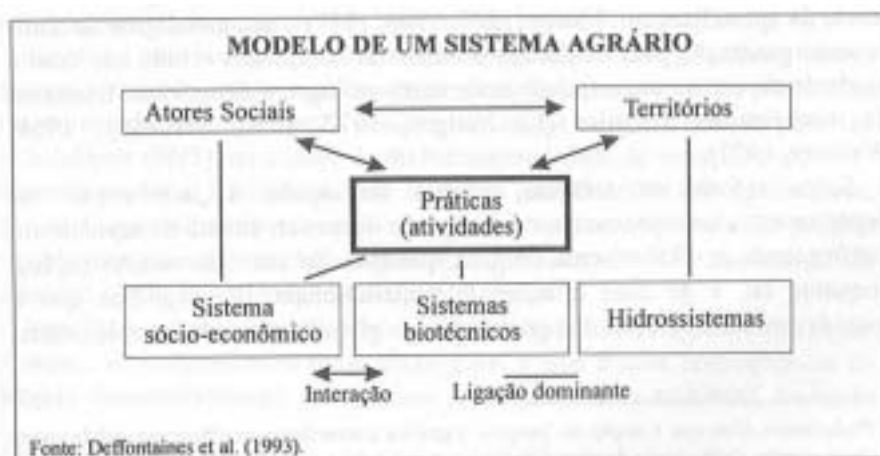 MODELO DE UM SISTEMA AGRÁRIO
Atores Sociais
Territórios
Práticas
(atividades)
Sistema
sócio-econômico
Sistemas
biotécnicos
Hidrossistemas
Interação
Ligação dominante
Fonte: Deffontaines et al. (1993).